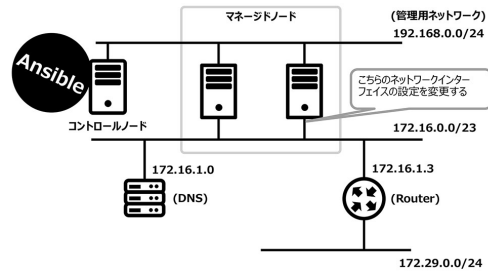 マネージドノード
(管理用ネットワーク)
192.168.0.0/24
Ansible
こちらのネットワークインター
フェイスの設定を変更する
コントロールノード
172.16.0.0/23
172.16.1.0
(DNS)
172.16.1.3
(Router)
172.29.0.0/24